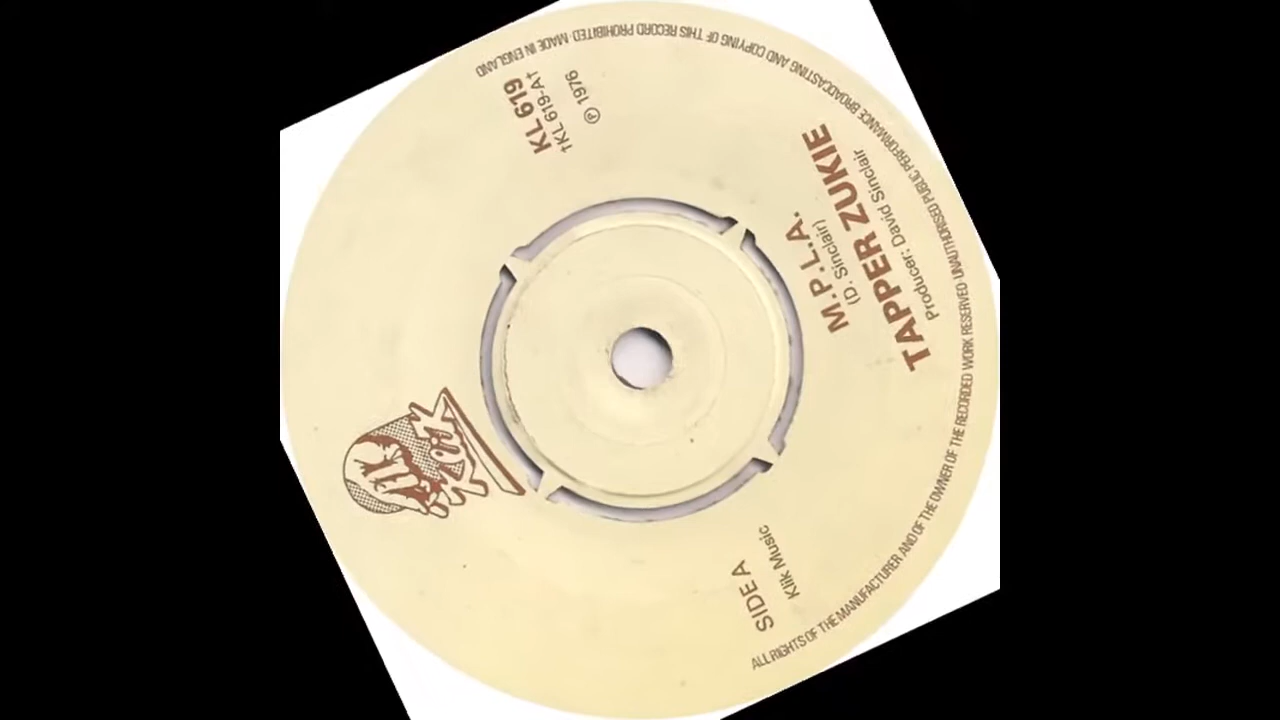 Klik
SIDE A
Klik Music
KL 619
†KL 619-A†
℗ 1976
M.P.L.A.
(D. Sinclair)
TAPPER ZUKIE
Producer: David Sinclair
ALL RIGHTS OF THE MANUFACTURER AND OF THE OWNER OF THE RECORDED WORK RESERVED·UNAUTHORISED PUBLIC PERFORMANCE BROADCASTING AND COPYING OF THIS RECORD PROHIBITED·MADE IN ENGLAND